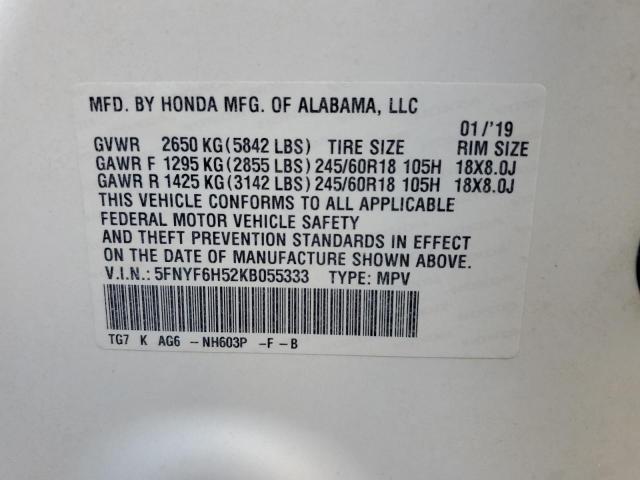 MFD. BY HONDA MFG. OF ALABAMA, LLC
01/'19
GVWR 2650 KG(5842 LBS) TIRE SIZE RIM SIZE
GAWR F 1295 KG(2855 LBS) 245/60R18 105H 18X8.0J
GAWR R 1425 KG(3142 LBS) 245/60R18 105H 18X8.0J
THIS VEHICLE CONFORMS TO ALL APPLICABLE
FEDERAL MOTOR VEHICLE SAFETY
AND THEFT PREVENTION STANDARDS IN EFFECT
ON THE DATE OF MANUFACTURE SHOWN ABOVE.
V.I.N.: 5FNYF6H52KB055333 TYPE: MPV
TG7 K AG6 -NH603P -F-B